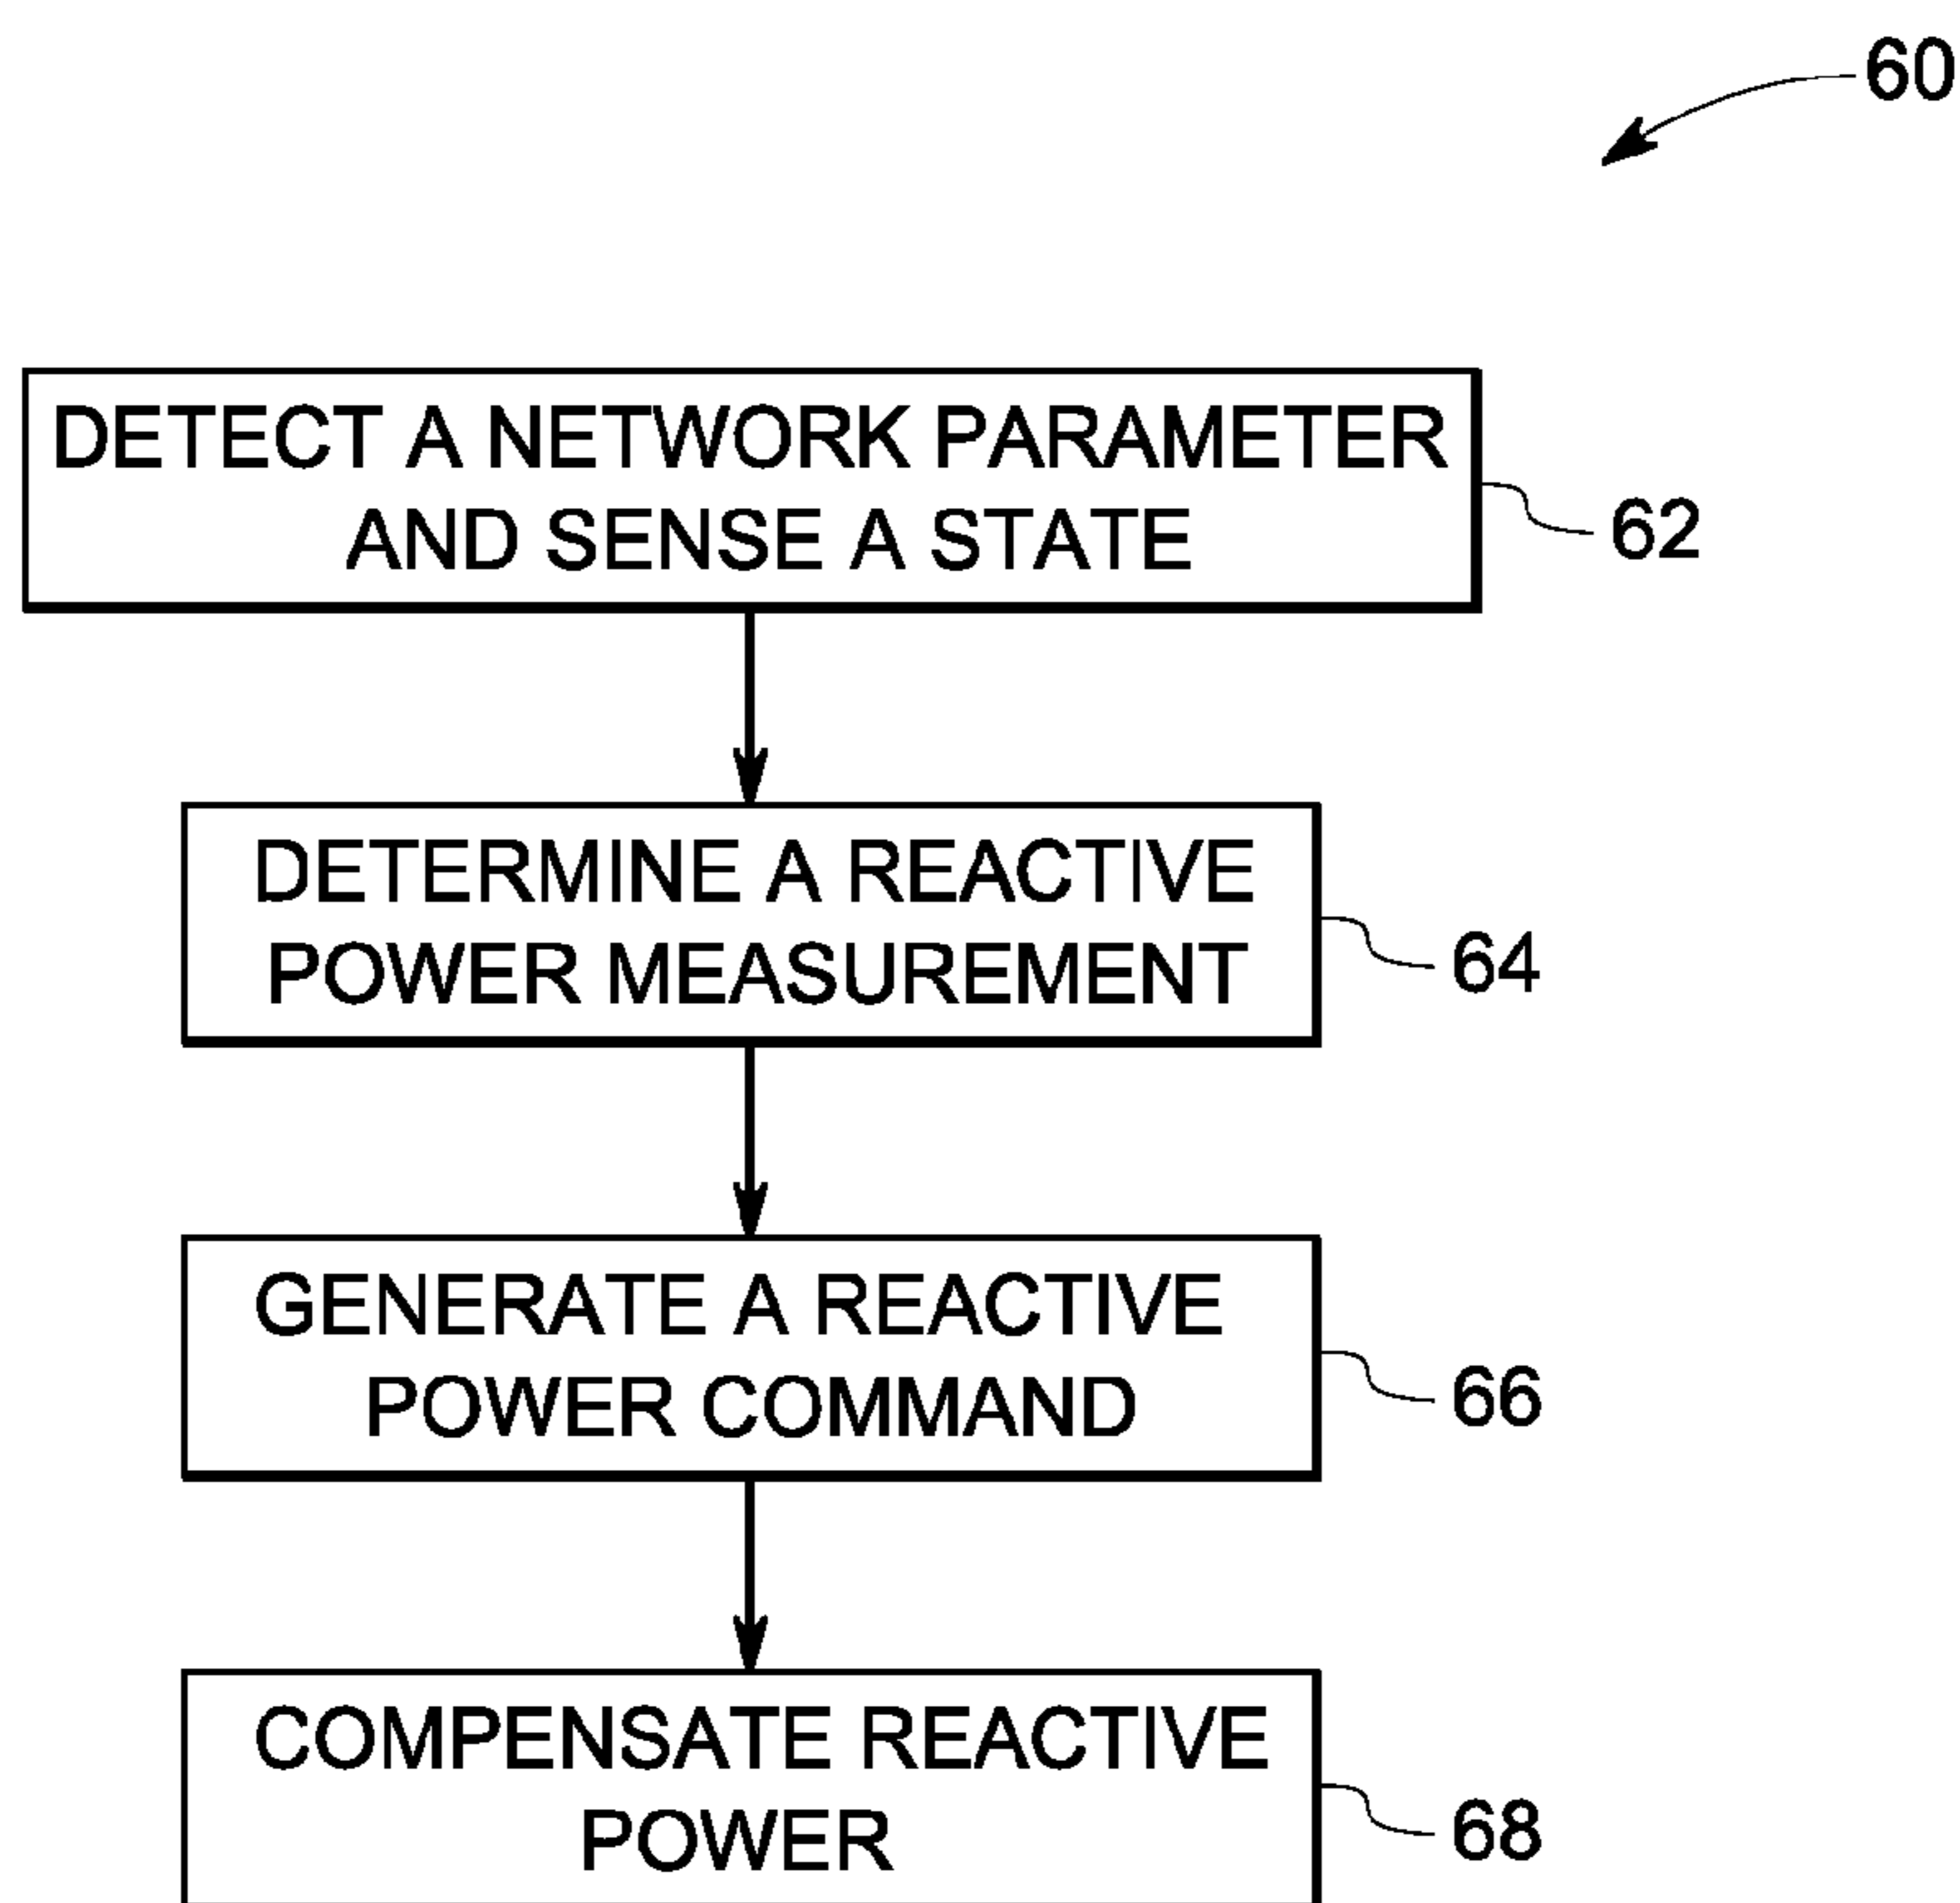 60
DETECT A NETWORK PARAMETER
AND SENSE A STATE
62
DETERMINE A REACTIVE
POWER MEASUREMENT
64
GENERATE A REACTIVE
POWER COMMAND
66
COMPENSATE REACTIVE
POWER
68